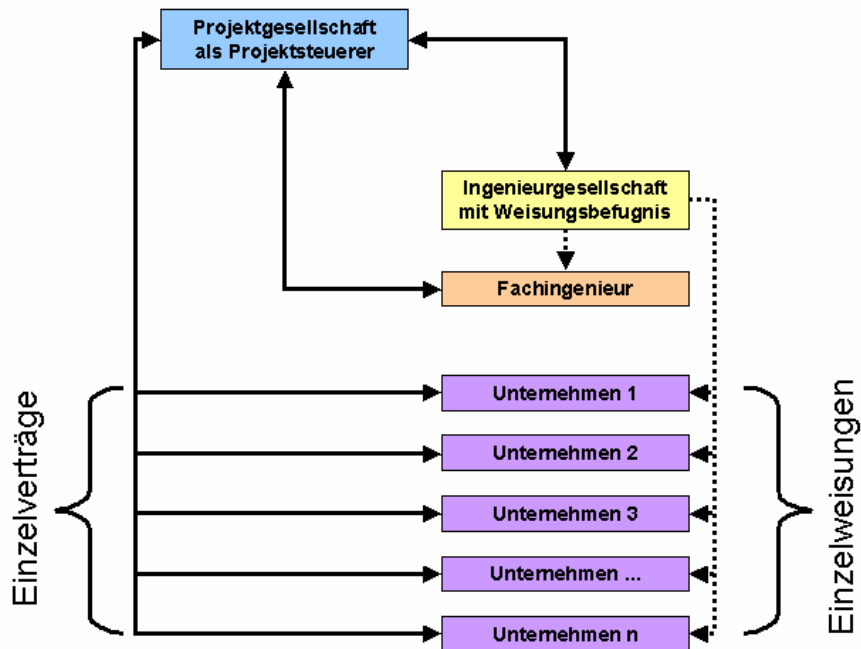 Projektgesellschaft
als Projektsteuerer
Ingenieurgesellschaft
mit Weisungsbefugnis
Fachingenieur
Einzelverträge
Unternehmen 1
Unternehmen 2
Unternehmen 3
Unternehmen ...
Unternehmen n
Einzelweisungen